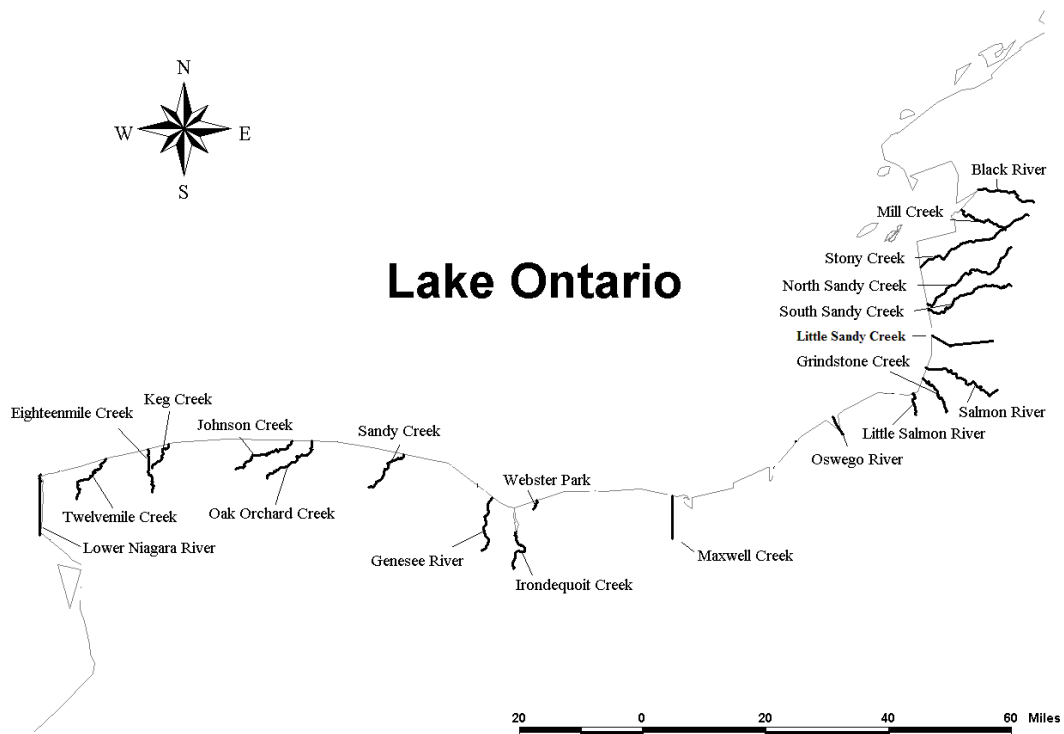 N
W E
S
Black River
Mill Creek
Stony Creek
Lake Ontario
North Sandy Creek
South Sandy Creek
Little Sandy Creek
Grindstone Creek
Salmon River
Little Salmon River
Oswego River
Keg Creek
Eighteenmile Creek
Johnson Creek
Sandy Creek
Webster Park
Twelvemile Creek
Oak Orchard Creek
Lower Niagara River
Genesee River
Irondequoit Creek
Maxwell Creek
20 0 20 40 60 Miles